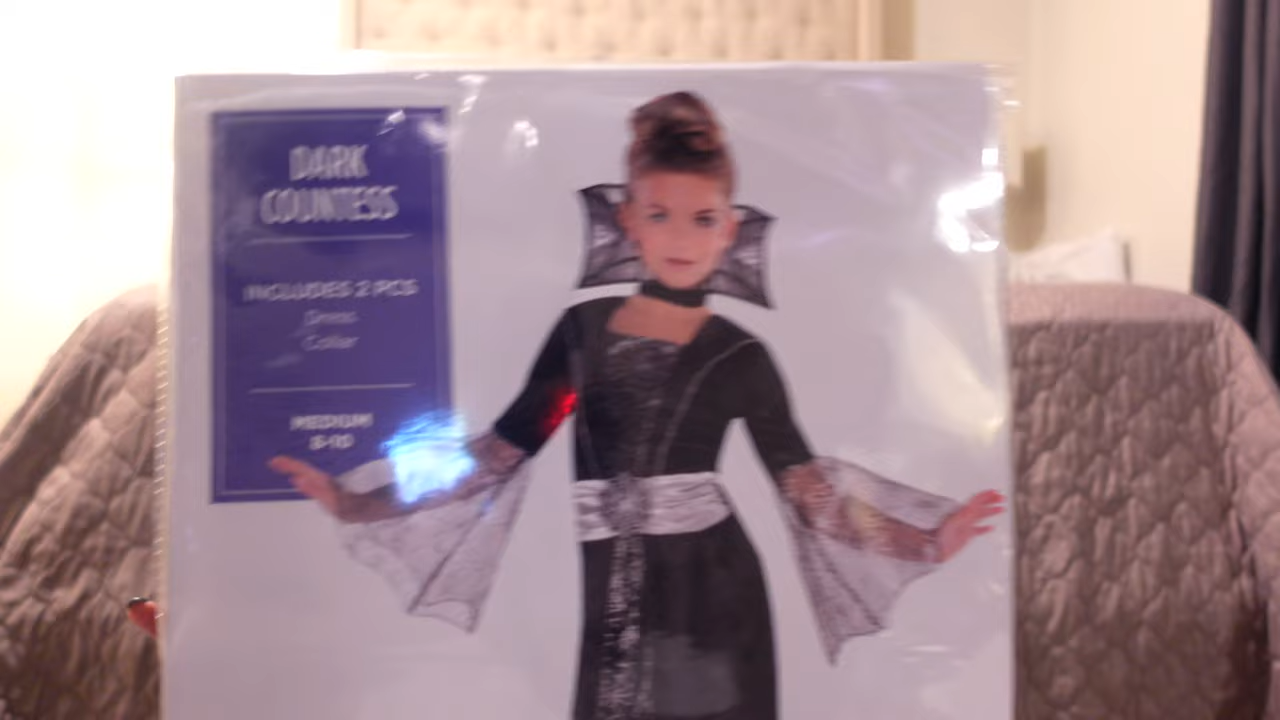 DARK
COUNTESS
INCLUDES 2 PCS
Dress
Collar
MEDIUM
8-10